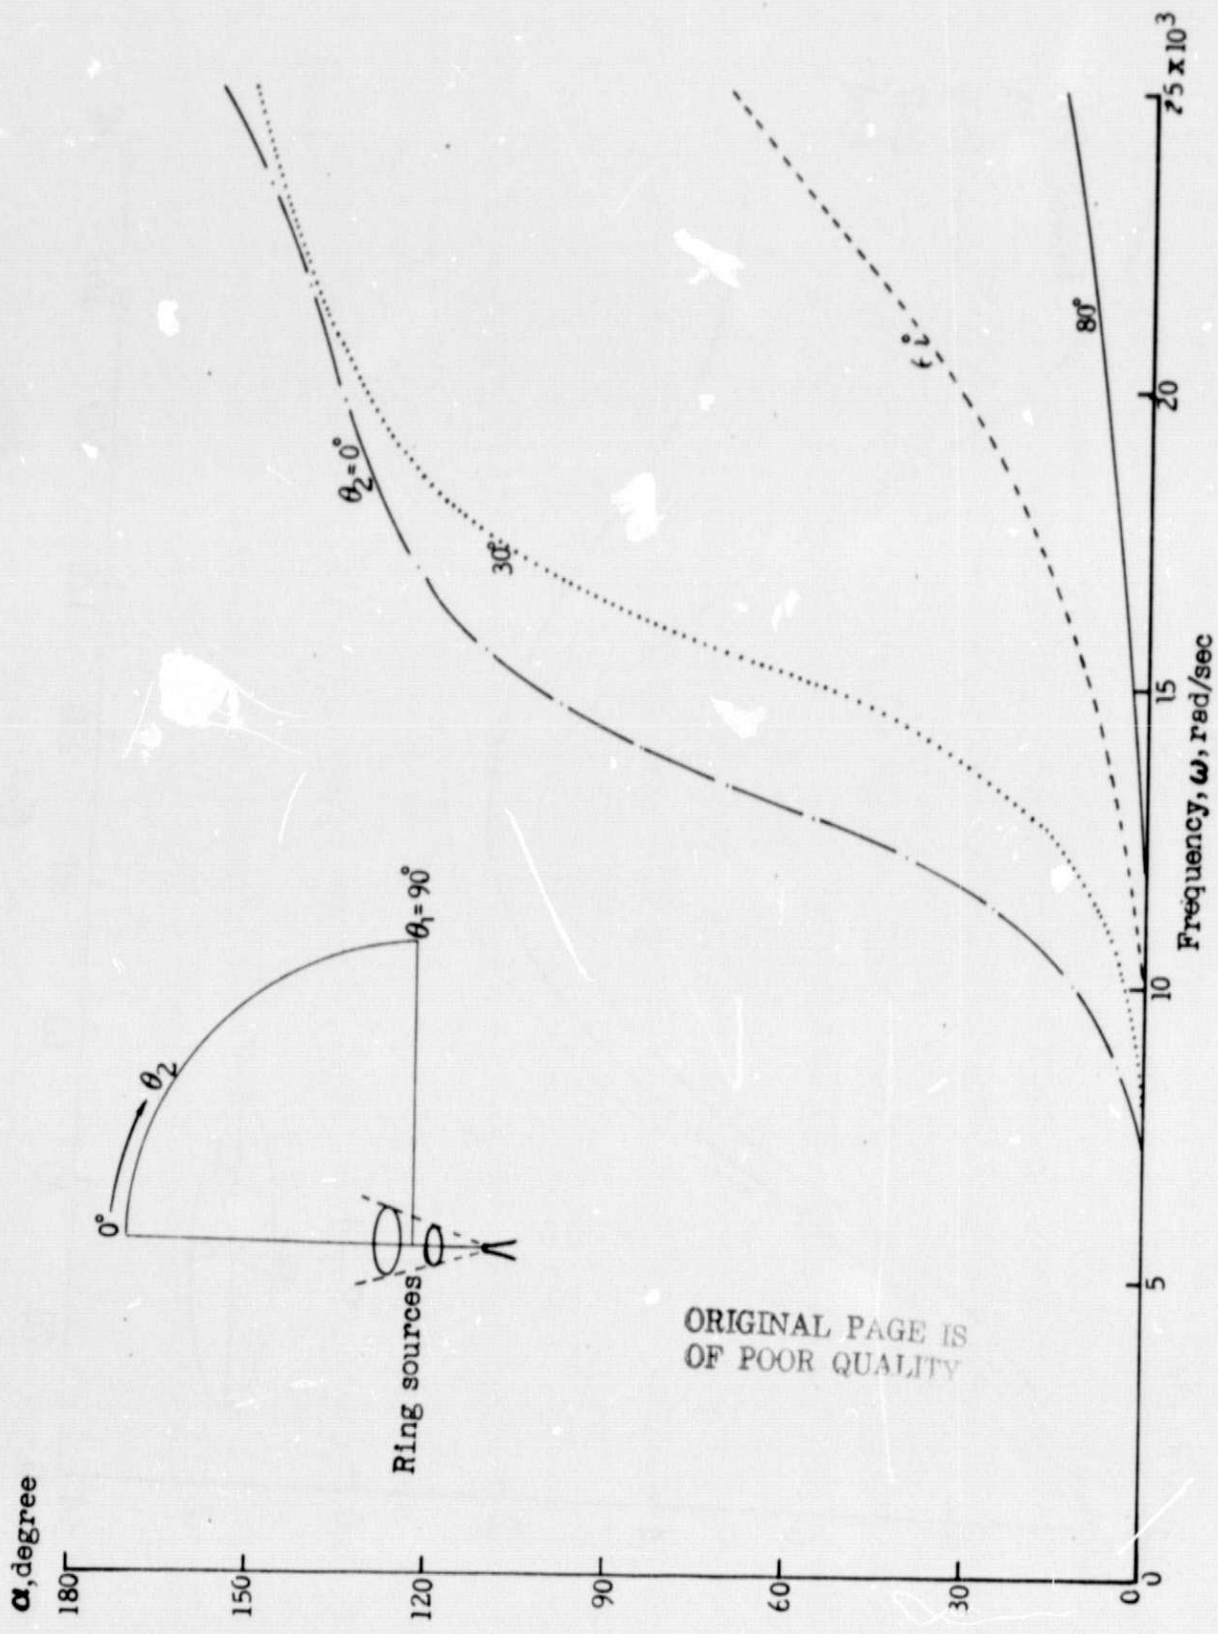 α, degree
180
150
120
90
60
30
0
0
5
10
15
20
25 x 10³
Frequency, ω, rad/sec
θ₂=0°
30°
80°
0°
θ₂
θ₁=90°
Ring sources
ORIGINAL PAGE IS
OF POOR QUALITY